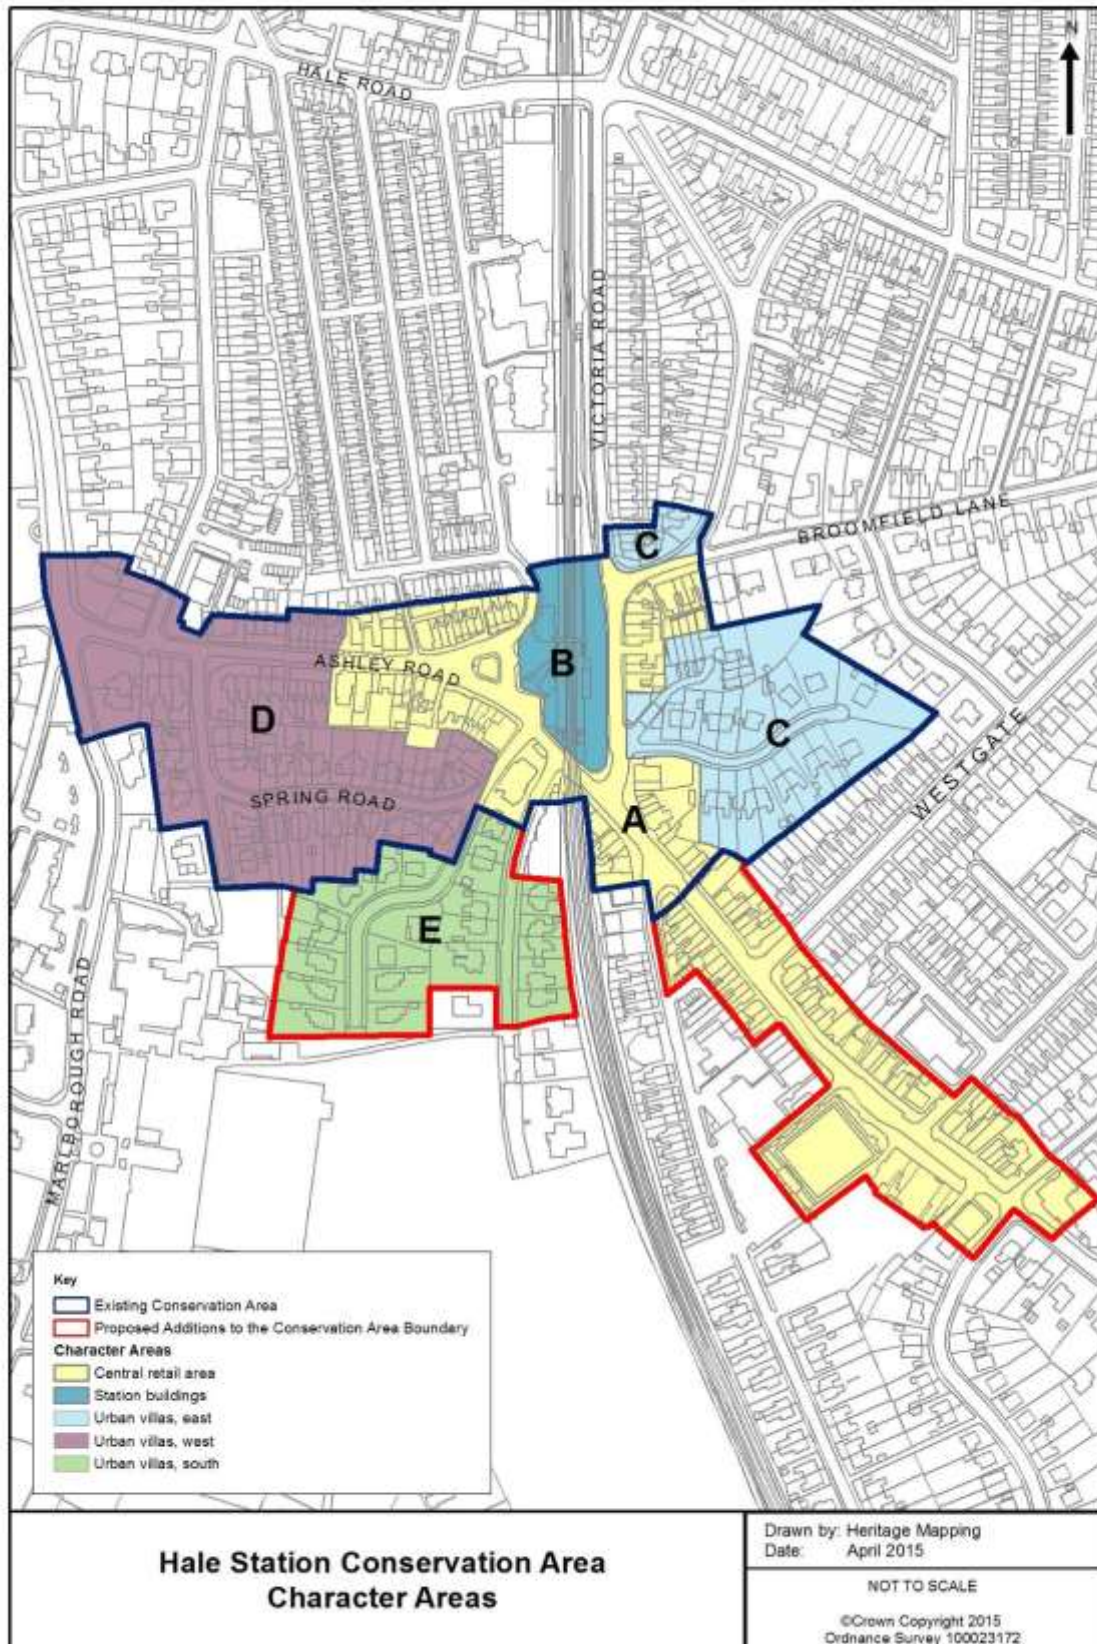 N
HALE ROAD
VICTORIA ROAD
BROOMFIELD LANE
C
ASHLEY ROAD
B
D
C
WESTGATE
SPRING ROAD
A
E
MARLBOROUGH ROAD
Key
Existing Conservation Area
Proposed Additions to the Conservation Area Boundary
Character Areas
Central retail area
Station buildings
Urban villas, east
Urban villas, west
Urban villas, south
Hale Station Conservation Area
Character Areas
Drawn by: Heritage Mapping
Date: April 2015
NOT TO SCALE
©Crown Copyright 2015
Ordnance Survey 100023172